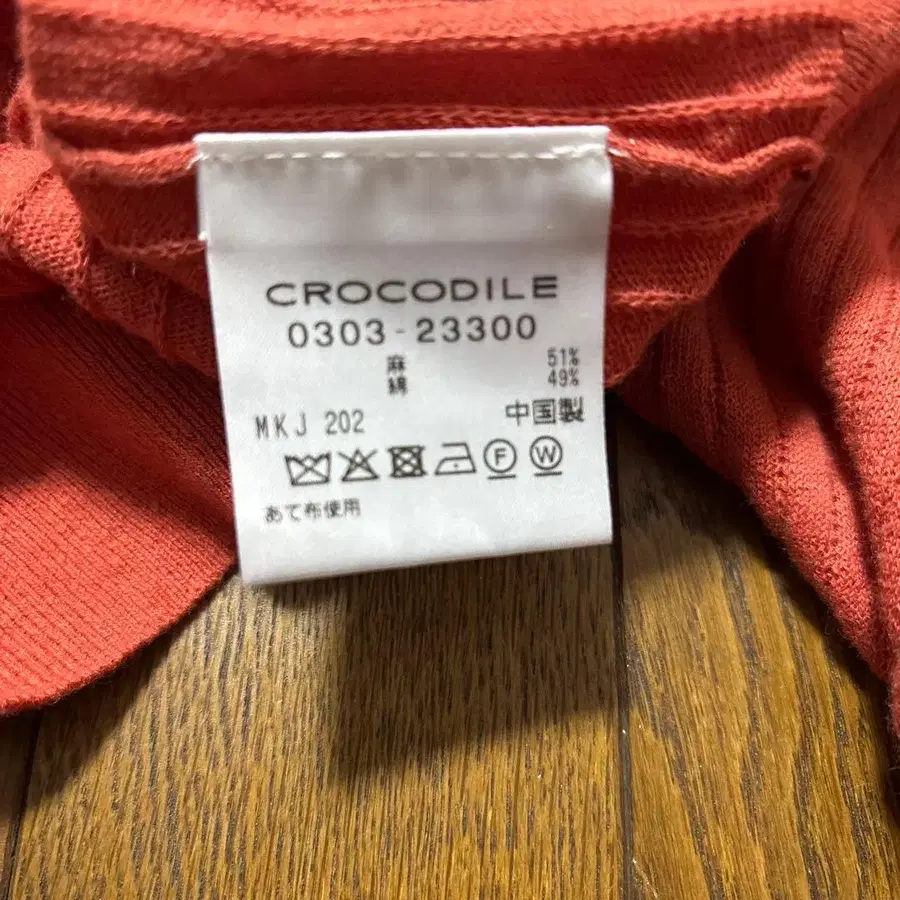 CROCODILE
0303-23300
麻 51%
綿 49%
MKJ 202 中国製
F W
あて布使用